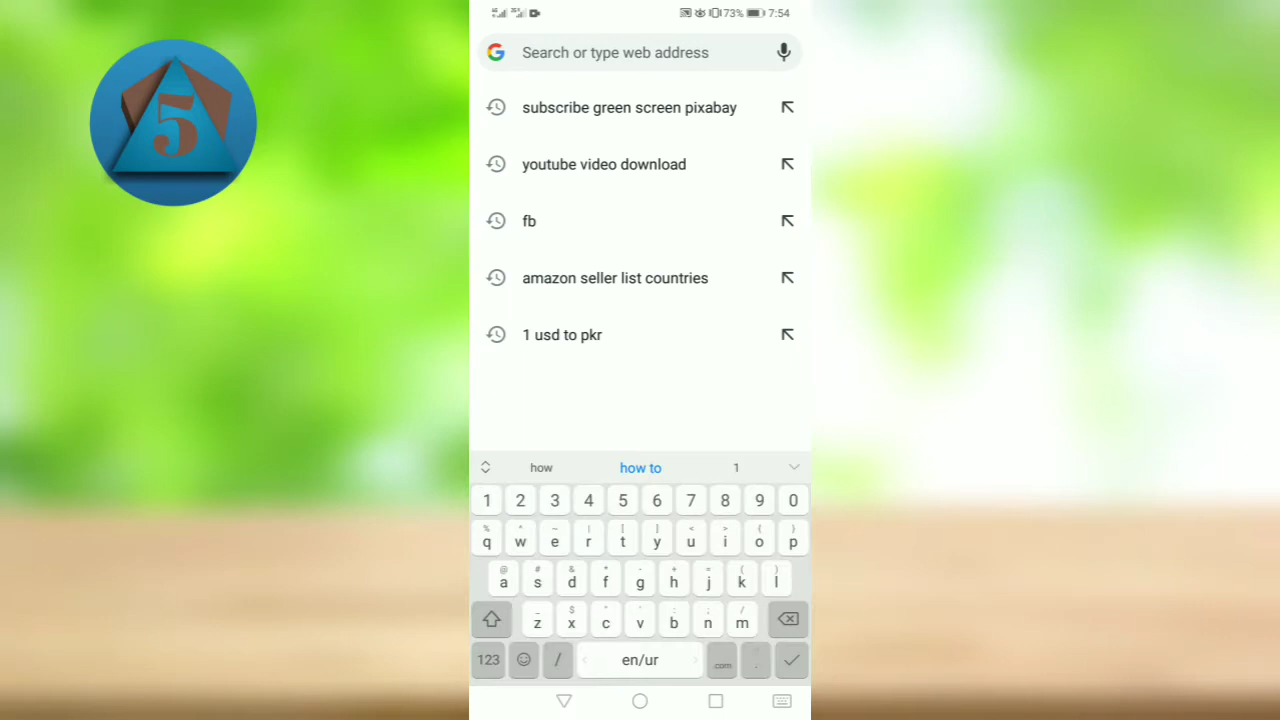 5
73% 7:54
Search or type web address
subscribe green screen pixabay
youtube video download
fb
amazon seller list countries
1 usd to pkr
how how to 1
1 2 3 4 5 6 7 8 9 0
% ^ ~ | [ ] < > { }
q w e r t y u i o p
@ # & * - + = ( )
a s d f g h j k l
_ $ " ' : ; /
z x c v b n m
123 / en/ur .com .